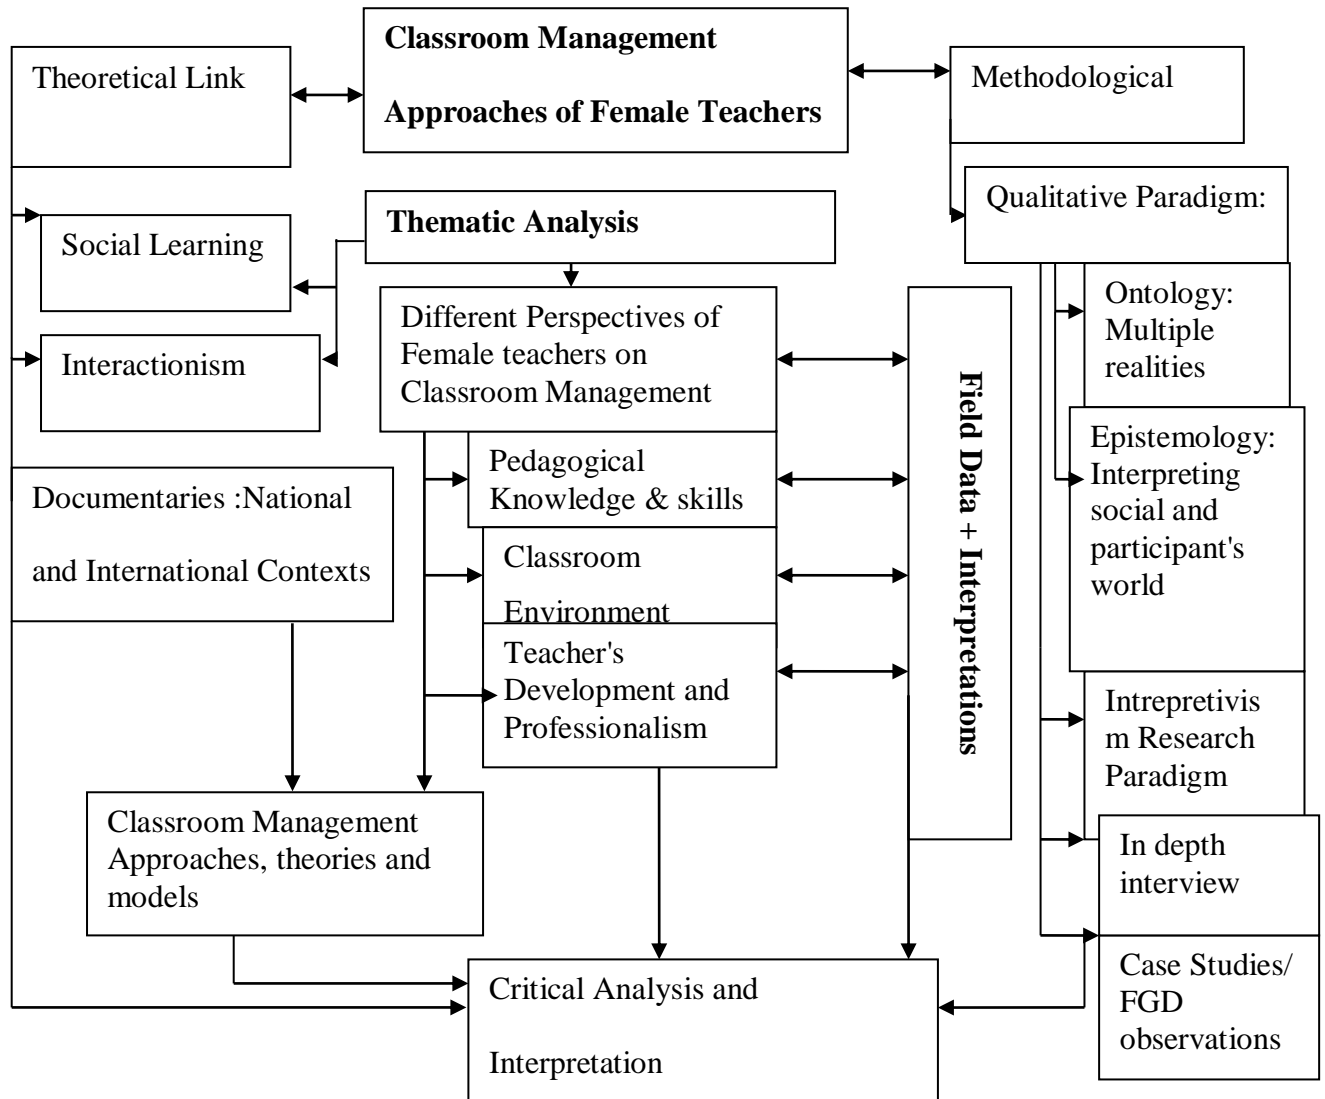 Classroom Management
Approaches of Female Teachers
Theoretical Link
Methodological
Qualitative Paradigm:
Thematic Analysis
Social Learning
Interactionism
Different Perspectives of
Female teachers on
Classroom Management
Ontology:
Multiple
realities
Field Data + Interpretations
Epistemology:
Interpreting
social and
participant's
world
Pedagogical
Knowledge & skills
Documentaries :National
and International Contexts
Classroom
Environment
Teacher's
Development and
Professionalism
Intrepretivis
m Research
Paradigm
Classroom Management
Approaches, theories and
models
In depth
interview
Case Studies/
FGD
observations
Critical Analysis and
Interpretation